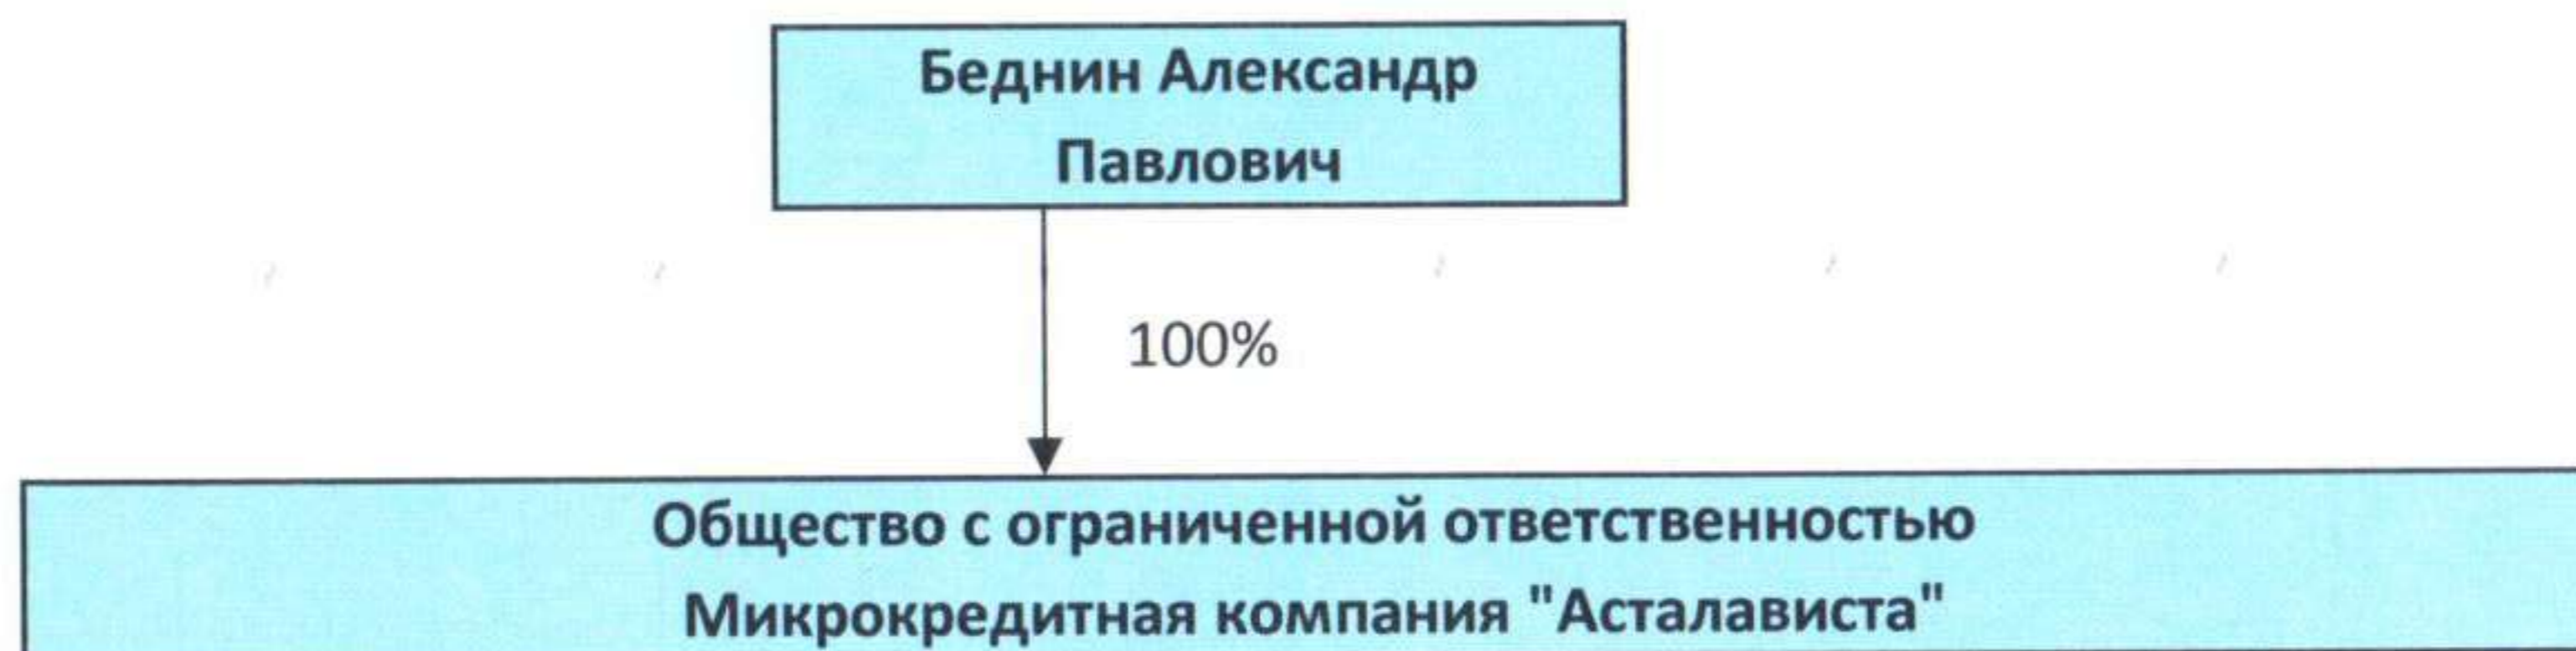 Беднин Александр
Павлович
100%
Общество с ограниченной ответственностью
Микрокредитная компания "Асталависта"